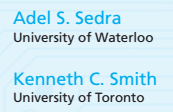 Adel S. Sedra
University of Waterloo
Kenneth C. Smith
University of Toronto